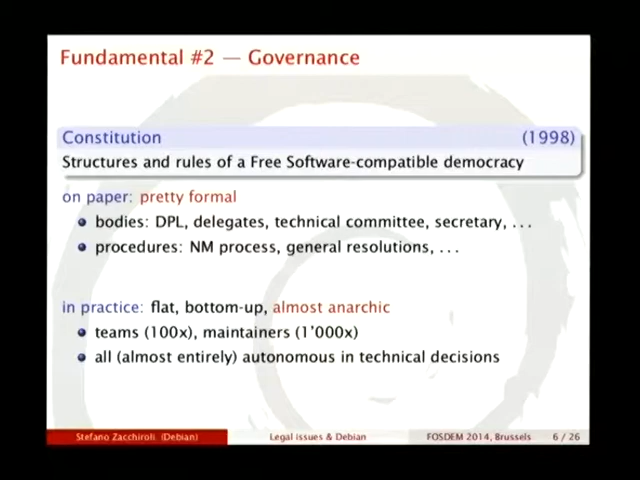 Fundamental #2 — Governance
Constitution (1998)
Structures and rules of a Free Software-compatible democracy
on paper: pretty formal
bodies: DPL, delegates, technical committee, secretary, ...
procedures: NM process, general resolutions, ...
in practice: flat, bottom-up, almost anarchic
teams (100x), maintainers (1'000x)
all (almost entirely) autonomous in technical decisions
Stefano Zacchiroli (Debian) Legal issues & Debian FOSDEM 2014, Brussels 6 / 26